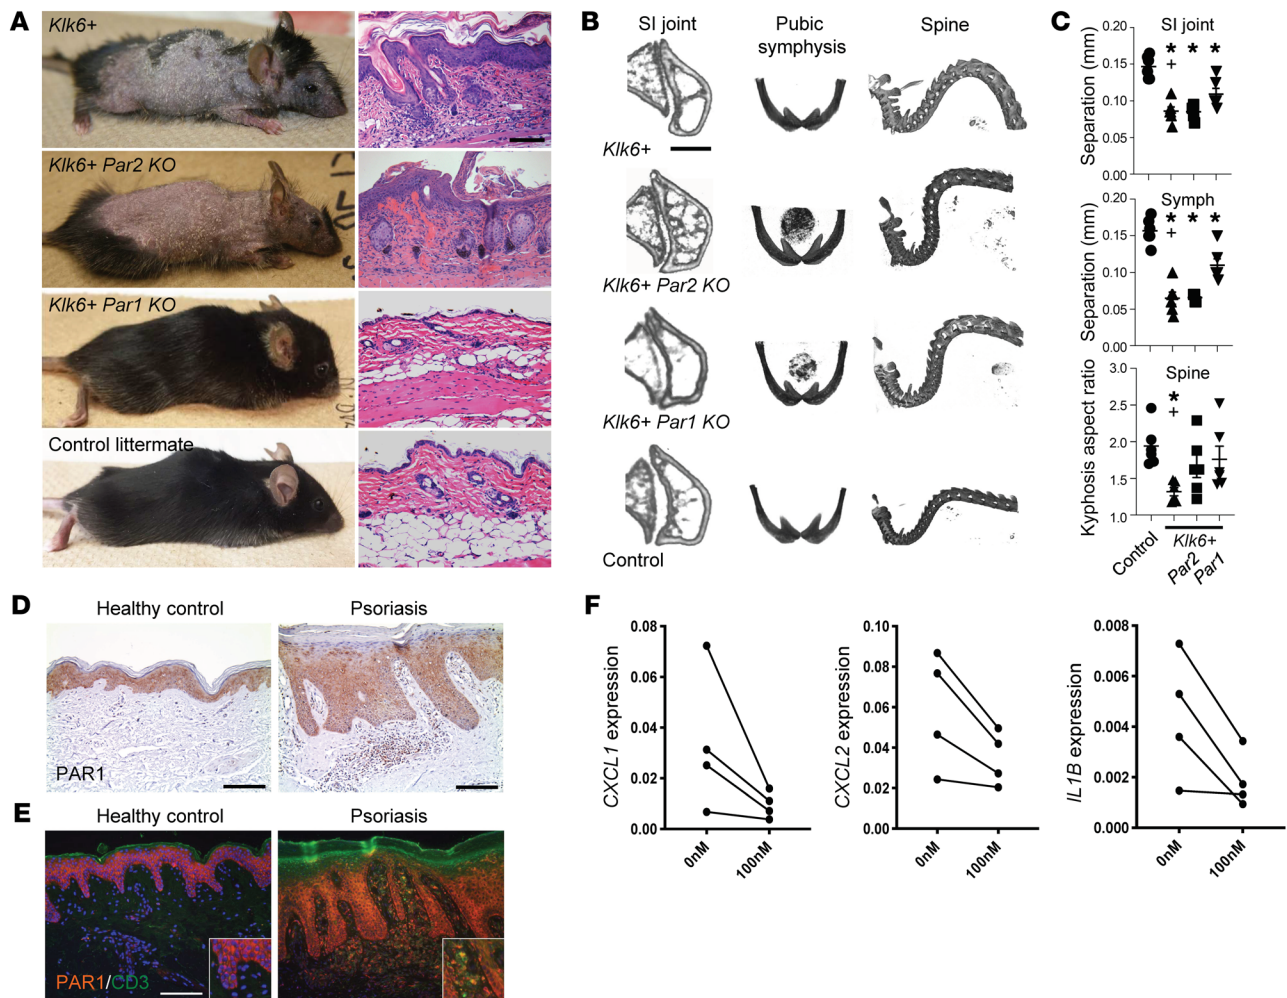 A
Klk6+
Klk6+ Par2 KO
Klk6+ Par1 KO
Control littermate
B
SI joint
Pubic
symphysis
Spine
Klk6+
Klk6+ Par2 KO
Klk6+ Par1 KO
Control
C
SI joint
Separation (mm)
0.20
0.15
0.10
0.05
* * *
+
Symph
Separation (mm)
0.20
0.15
0.10
0.05
0.00
* * *
+
Spine
Kyphosis aspect ratio
3.0
2.5
2.0
1.5
1.0
*
+
Control
Klk6+
Par2
Par1
D
Healthy control
Psoriasis
PAR1
E
Healthy control
Psoriasis
PAR1/CD3
F
CXCL1 expression
0.08
0.06
0.04
0.02
0.00
0nM
100nM
CXCL2 expression
0.10
0.08
0.06
0.04
0.02
0.00
0nM
100nM
IL1B expression
0.008
0.006
0.004
0.002
0.000
0nM
100nM